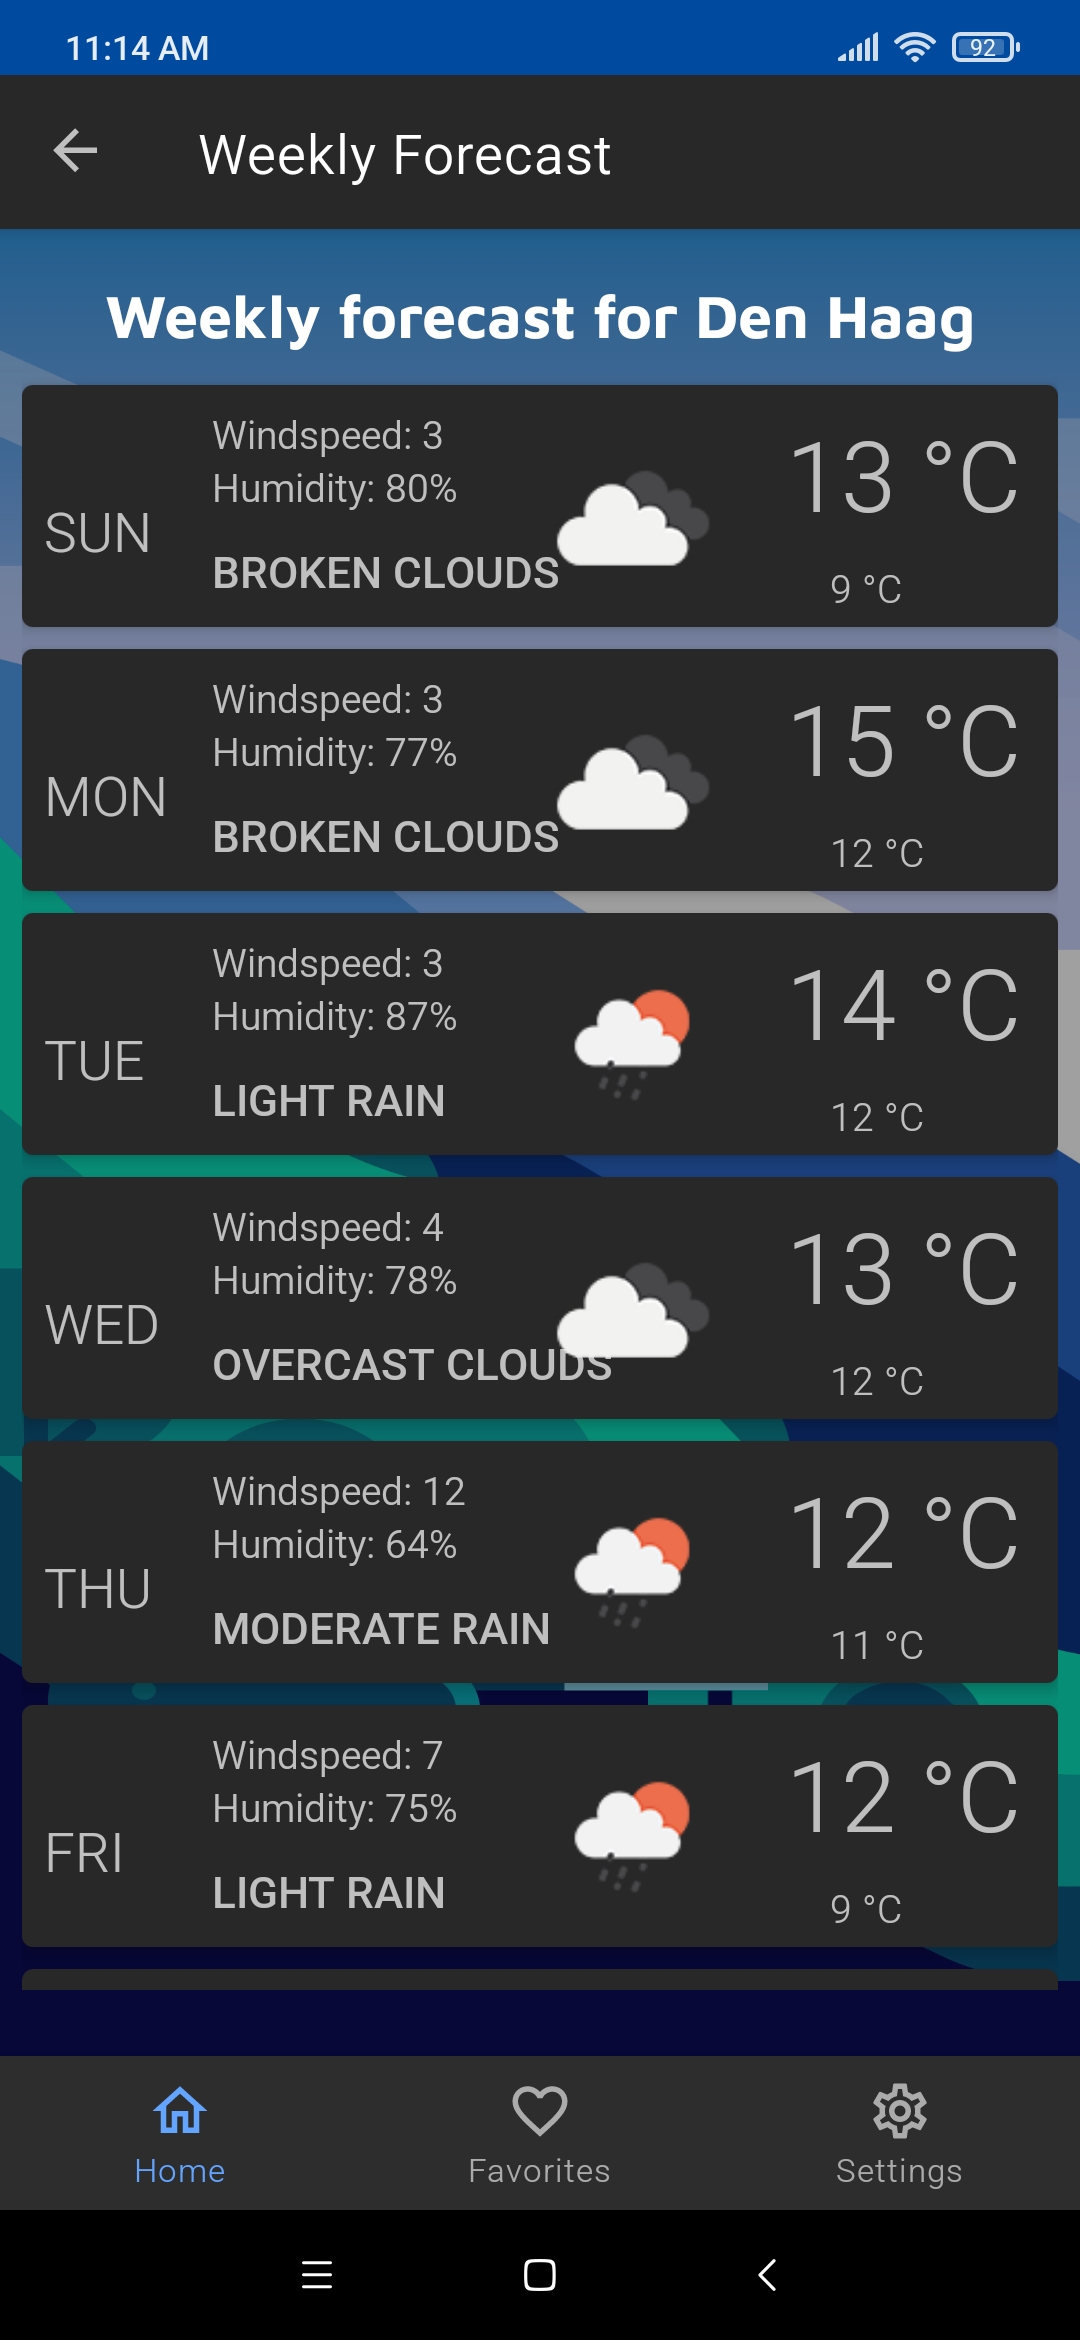 11:14 AM
92
Weekly Forecast
Weekly forecast for Den Haag
SUN
Windspeed: 3
Humidity: 80%
BROKEN CLOUDS
13 °C
9 °C
MON
Windspeed: 3
Humidity: 77%
BROKEN CLOUDS
15 °C
12 °C
TUE
Windspeed: 3
Humidity: 87%
LIGHT RAIN
14 °C
12 °C
WED
Windspeed: 4
Humidity: 78%
OVERCAST CLOUDS
13 °C
12 °C
THU
Windspeed: 12
Humidity: 64%
MODERATE RAIN
12 °C
11 °C
FRI
Windspeed: 7
Humidity: 75%
LIGHT RAIN
12 °C
9 °C
Home
Favorites
Settings